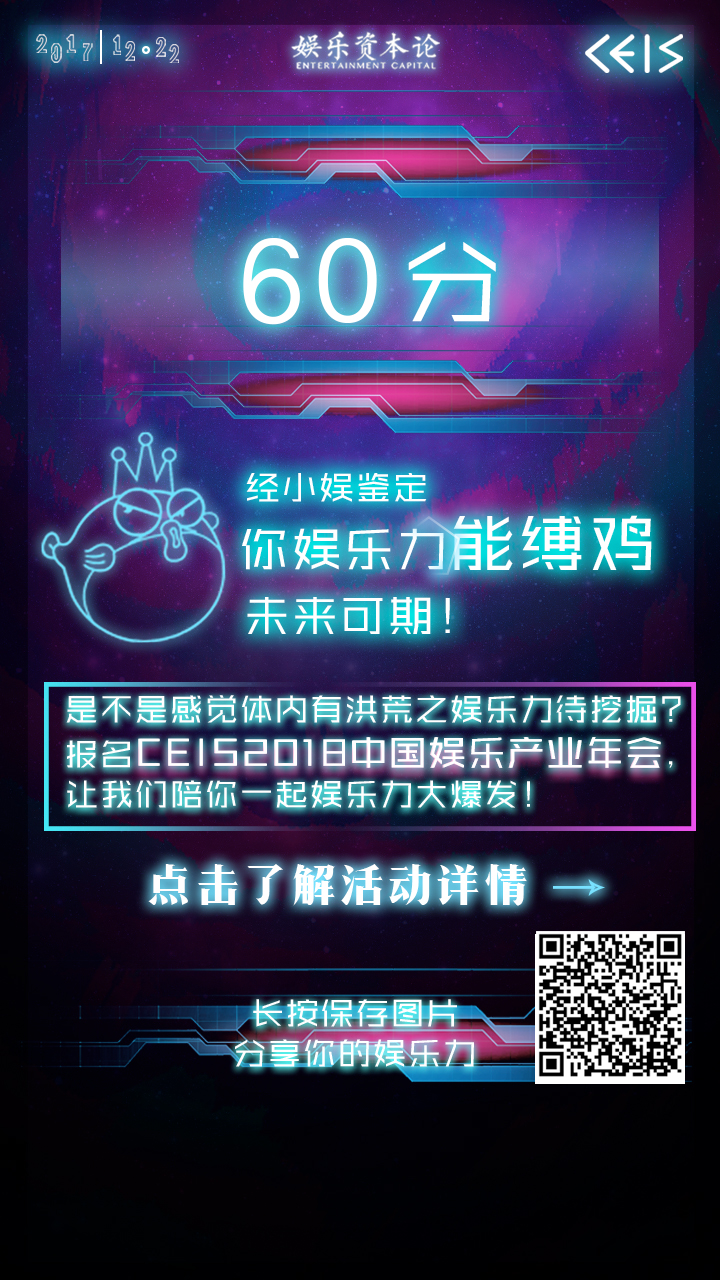 2017 | 12·22
娱乐资本论
ENTERTAINMENT CAPITAL
CEIS
60分
经小娱鉴定
你娱乐力能缚鸡
未来可期！
是不是感觉体内有洪荒之娱乐力待挖掘？
报名CEIS2018中国娱乐产业年会，
让我们陪你一起娱乐力大爆发！
点击了解活动详情 →
长按保存图片
分享你的娱乐力